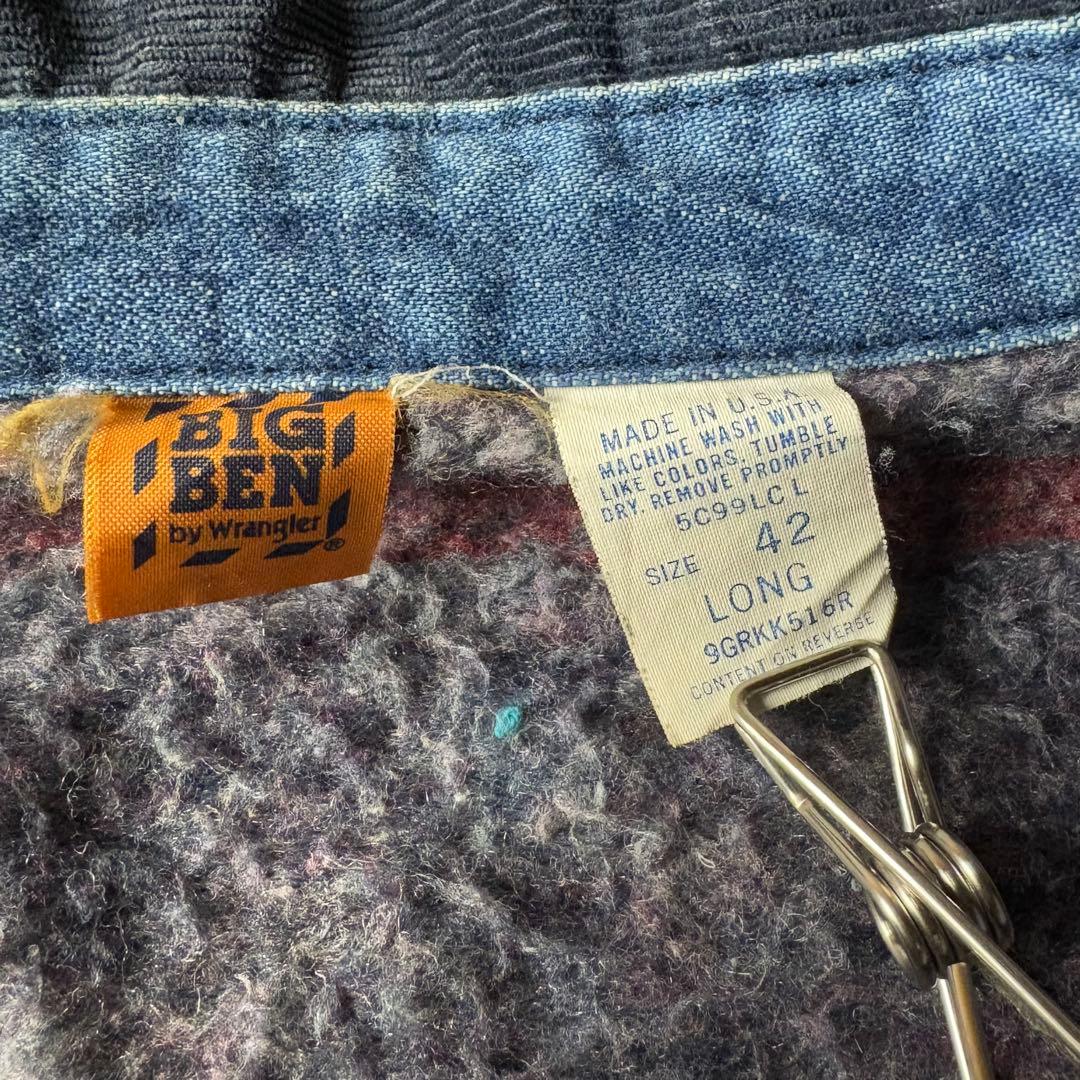 BIG
BEN
by Wrangler®
MADE IN U.S.A.
MACHINE WASH WITH
LIKE COLORS, TUMBLE
DRY. REMOVE PROMPTLY
5C99LC L
SIZE 42
LONG
9GRKK516R
CONTENT ON REVERSE